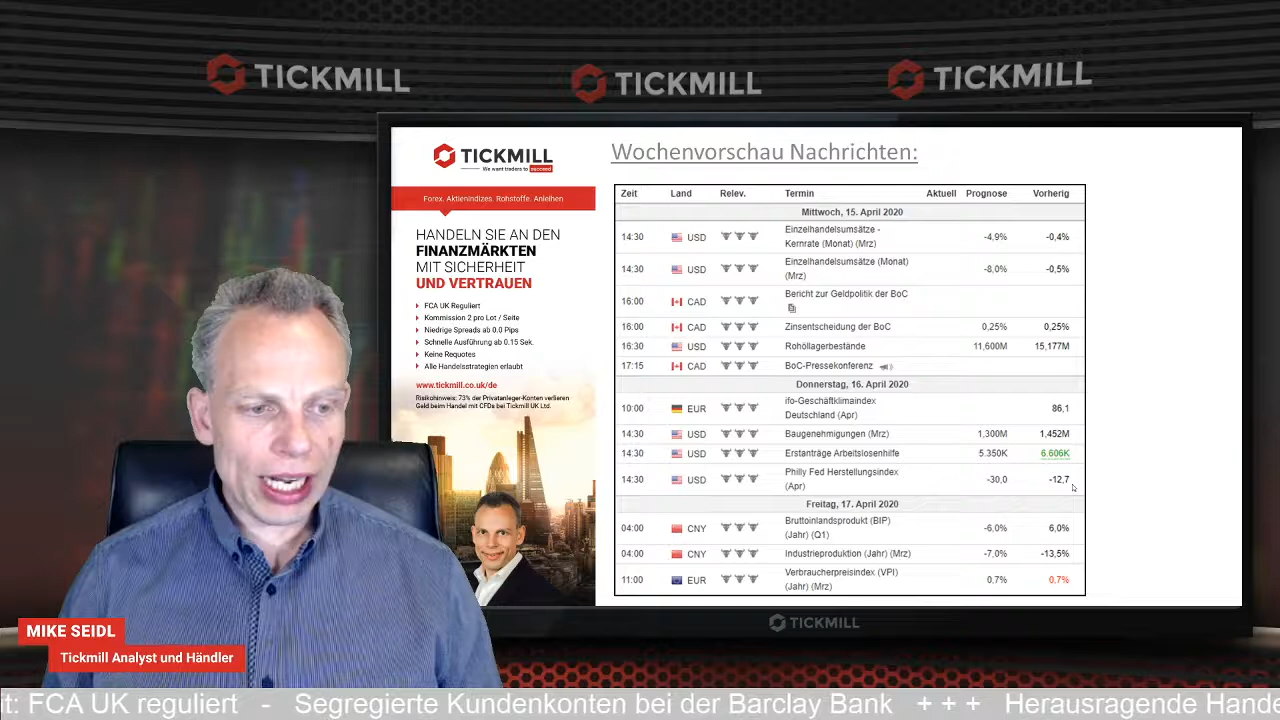 TICKMILL
TICKMILL
TICKMILL
TICKMILL
We want traders to succeed
Forex. Aktienindizes. Rohstoffe. Anleihen
HANDELN SIE AN DEN
FINANZMÄRKTEN
MIT SICHERHEIT
UND VERTRAUEN
FCA UK Reguliert
Kommission 2 pro Lot / Seite
Niedrige Spreads ab 0.0 Pips
Schnelle Ausführung ab 0.15 Sek.
Keine Requotes
Alle Handelsstrategien erlaubt
www.tickmill.co.uk/de
Risikohinweis: 73% der Privatanleger-Konten verlieren
Geld beim Handel mit CFDs bei Tickmill UK Ltd.
Wochenvorschau Nachrichten:
Zeit Land Relev. Termin Aktuell Prognose Vorherig
Mittwoch, 15. April 2020
14:30 USD Einzelhandelsumsätze -
Kernrate (Monat) (Mrz) -4,9% -0,4%
14:30 USD Einzelhandelsumsätze (Monat)
(Mrz) -8,0% -0,5%
16:00 CAD Bericht zur Geldpolitik der BoC
16:00 CAD Zinsentscheidung der BoC 0,25% 0,25%
16:30 USD Rohöllagerbestände 11,600M 15,177M
17:15 CAD BoC-Pressekonferenz
Donnerstag, 16. April 2020
10:00 EUR ifo-Geschäftklimaindex
Deutschland (Apr) 86,1
14:30 USD Baugenehmigungen (Mrz) 1,300M 1,452M
14:30 USD Erstanträge Arbeitslosenhilfe 5.350K 6.606K
14:30 USD Philly Fed Herstellungsindex
(Apr) -30,0 -12,7
Freitag, 17. April 2020
04:00 CNY Bruttoinlandsprodukt (BIP)
(Jahr) (Q1) -6,0% 6,0%
04:00 CNY Industrieproduktion (Jahr) (Mrz) -7,0% -13,5%
11:00 EUR Verbraucherpreisindex (VPI)
(Jahr) (Mrz) 0,7% 0,7%
TICKMILL
MIKE SEIDL
Tickmill Analyst und Händler
t: FCA UK reguliert - Segregierte Kundenkonten bei der Barclay Bank + + + Herausragende Hande